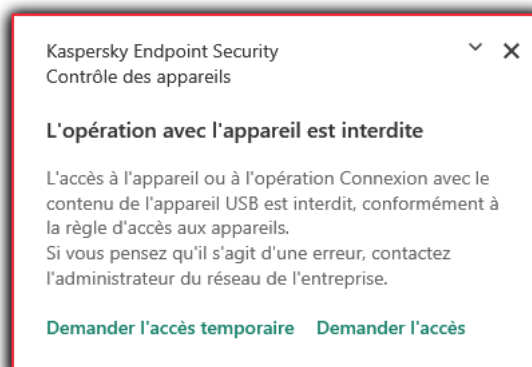 Kaspersky Endpoint Security
Contrôle des appareils
L'opération avec l'appareil est interdite
L'accès à l'appareil ou à l'opération Connexion avec le
contenu de l'appareil USB est interdit, conformément à
la règle d'accès aux appareils.
Si vous pensez qu'il s'agit d'une erreur, contactez
l'administrateur du réseau de l'entreprise.
Demander l'accès temporaire Demander l'accès